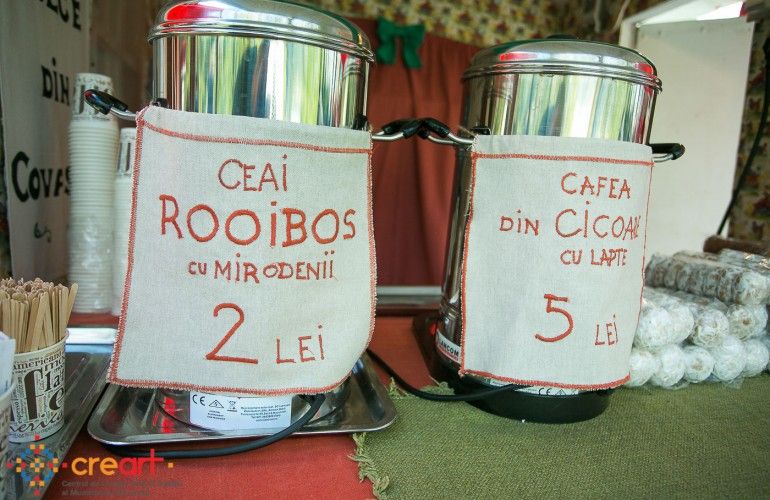 CEAI
ROOIBOS
CU MIRODENII
2 LEI
CAFEA
DIN CICOARE
CU LAPTE
5 LEI
DIN
COVAS
creart